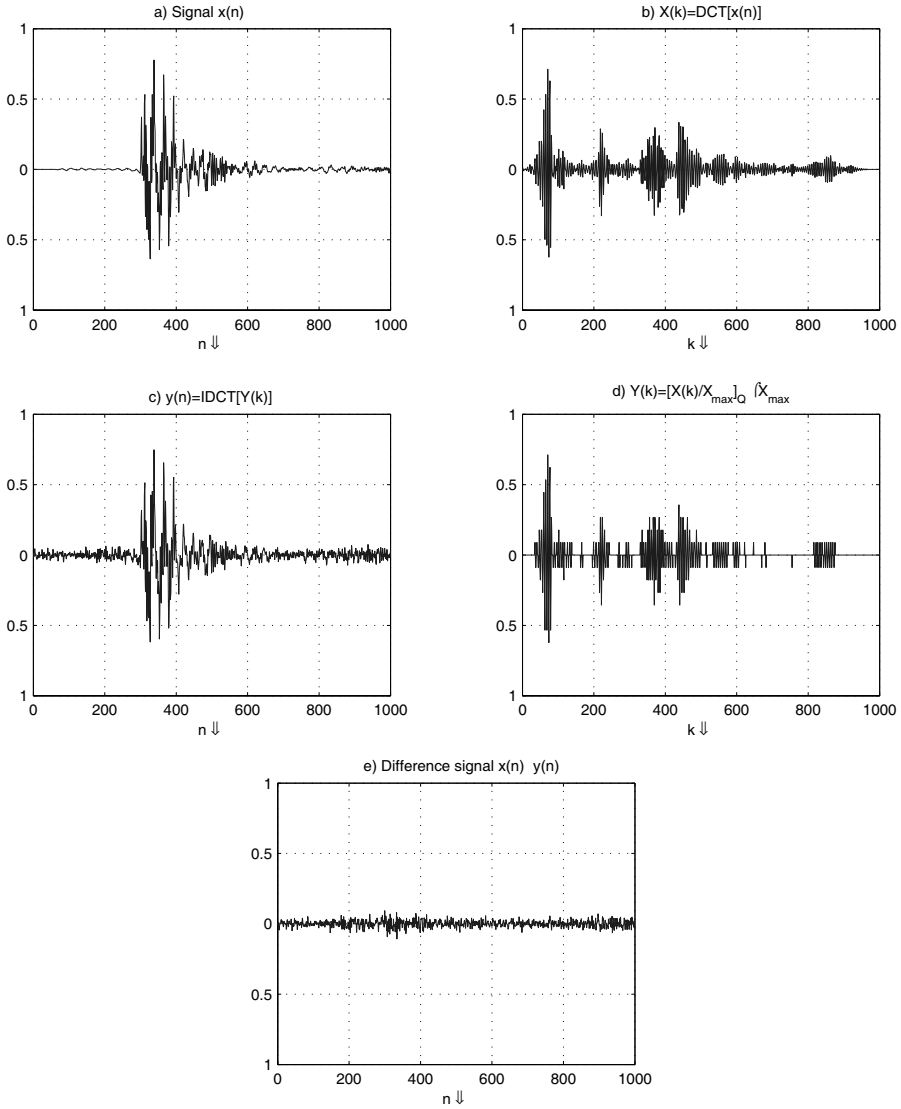 a) Signal x(n)
1
0.5
0
0.5
1
0 200 400 600 800 1000
n ⇓
b) X(k)=DCT[x(n)]
1
0.5
0
0.5
1
0 200 400 600 800 1000
k ⇓
c) y(n)=IDCT[Y(k)]
1
0.5
0
0.5
1
0 200 400 600 800 1000
n ⇓
d) Y(k)=[X(k)/X_max]_Q X_max
1
0.5
0
0.5
1
0 200 400 600 800 1000
k ⇓
e) Difference signal x(n) y(n)
1
0.5
0
0.5
1
0 200 400 600 800 1000
n ⇓